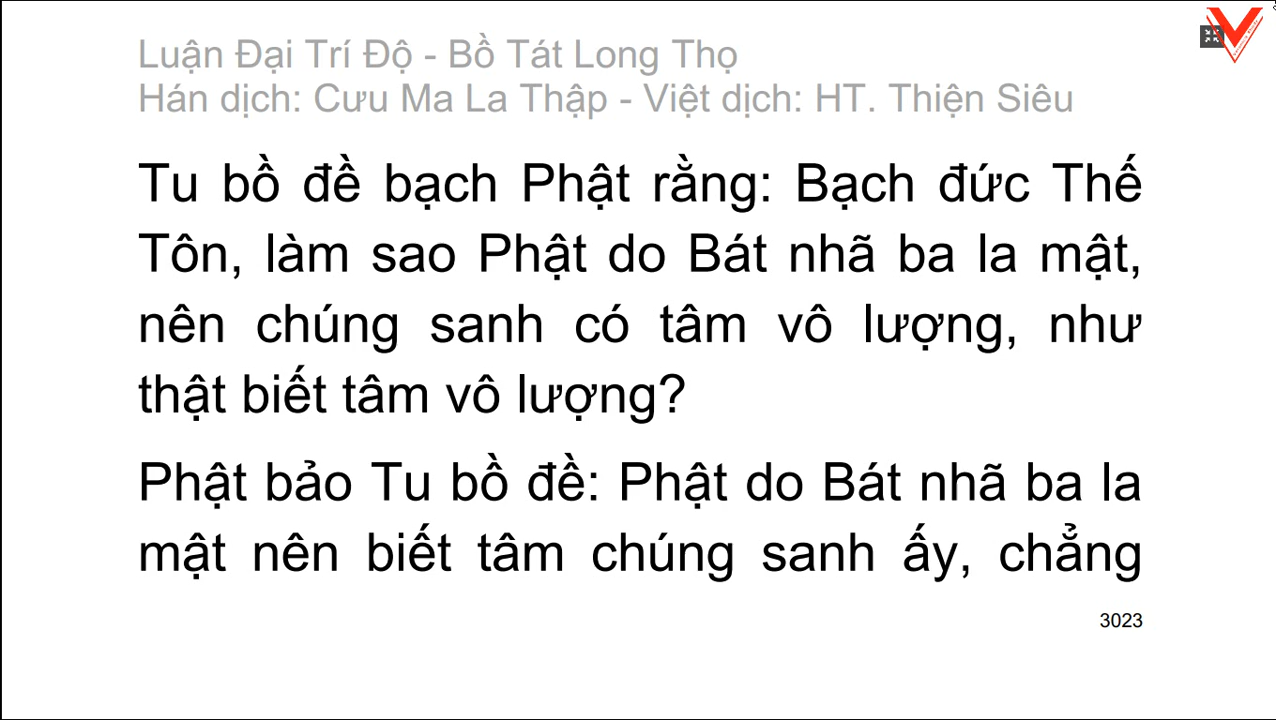 Luận Đại Trí Độ - Bồ Tát Long Thọ
Hán dịch: Cưu Ma La Thập - Việt dịch: HT. Thiện Siêu
Tu bồ đề bạch Phật rằng: Bạch đức Thế
Tôn, làm sao Phật do Bát nhã ba la mật,
nên chúng sanh có tâm vô lượng, như
thật biết tâm vô lượng?
Phật bảo Tu bồ đề: Phật do Bát nhã ba la
mật nên biết tâm chúng sanh ấy, chẳng
3023